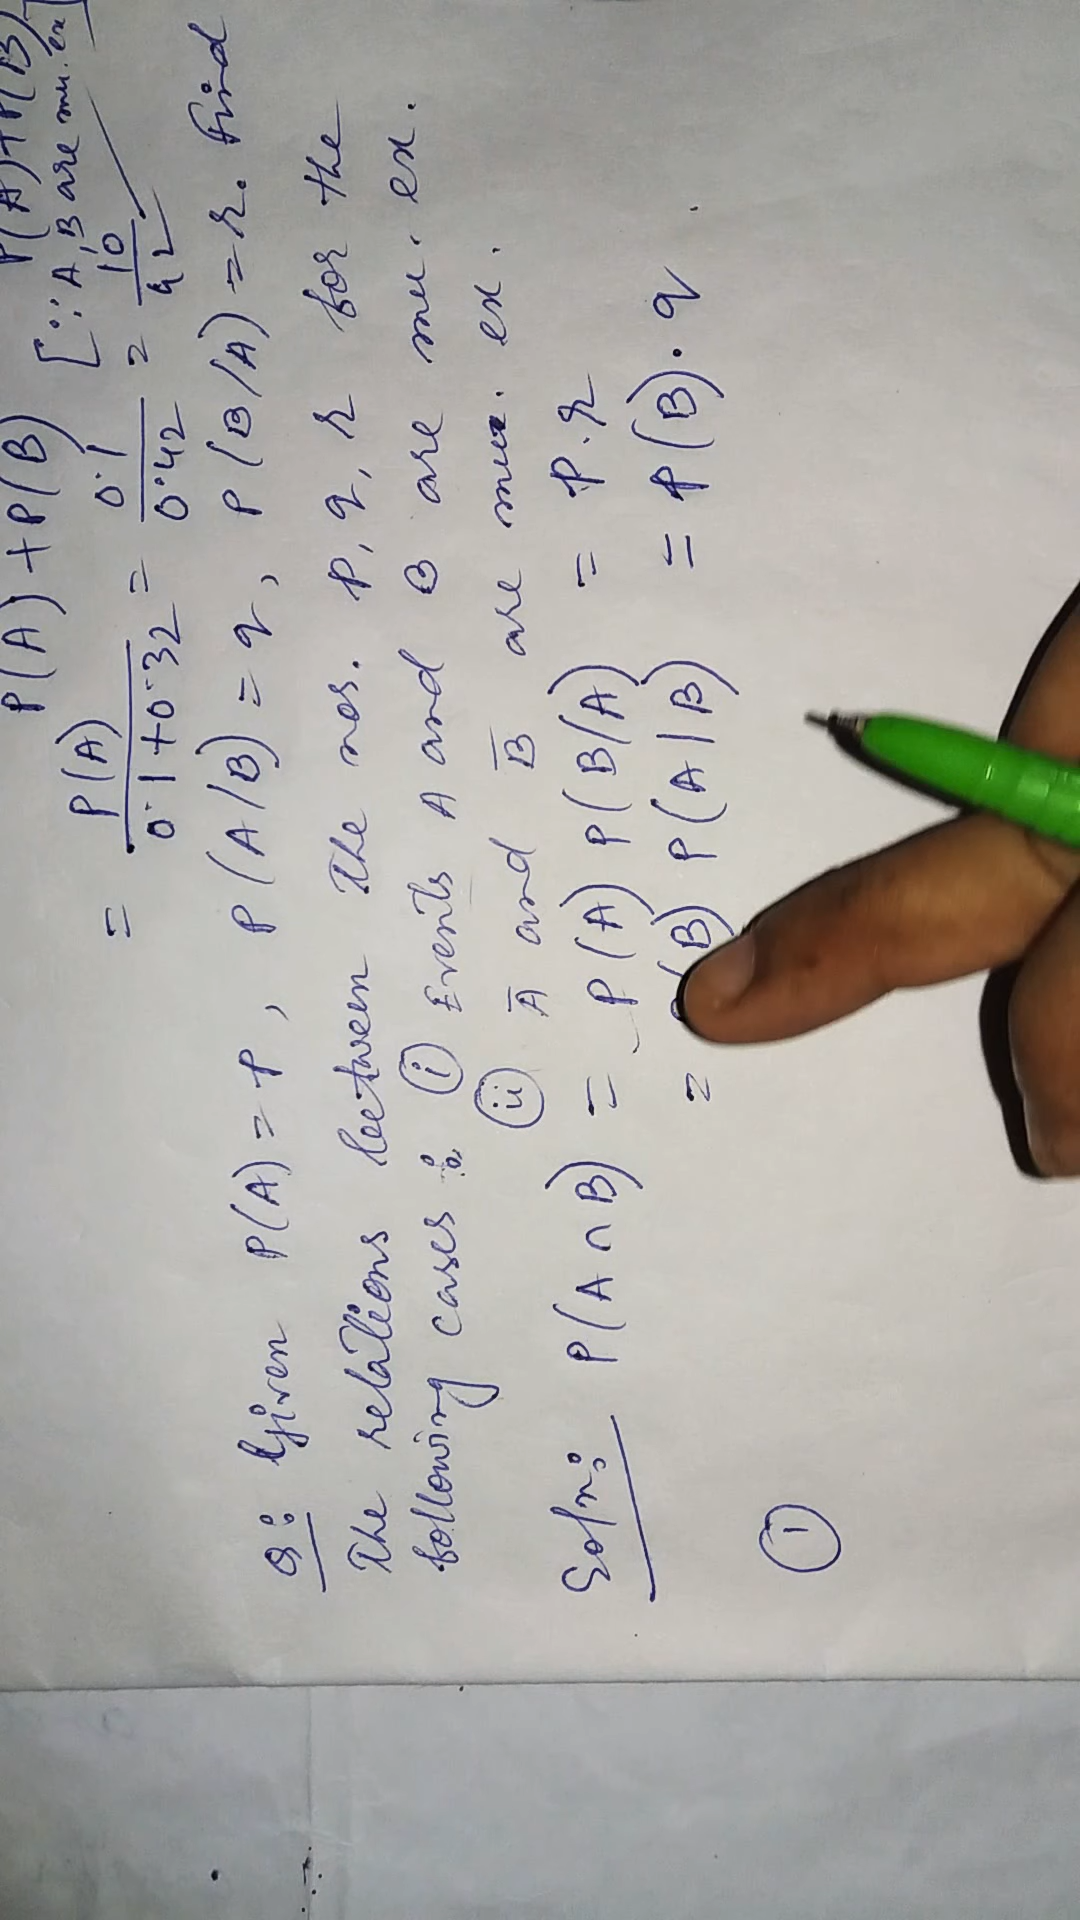 P(A)+P(B)
P(A)+P(B)
[∵ A,B are mu. ex]
= P(A)/0.1+0.32 = 0.1/0.42 = 10/42.
Q: Given P(A) = p, P(A/B) = q, P(B/A) = r. Find
the relations between the nos. p, q, r for the
following cases: (i) Events A and B are mu. ex.
(ii) A̅ and B̅ are mu. ex.
Soln: P(A∩B) = P(A) P(B/A) = p.r
= (B) P(A|B) = P(B).q
(1)